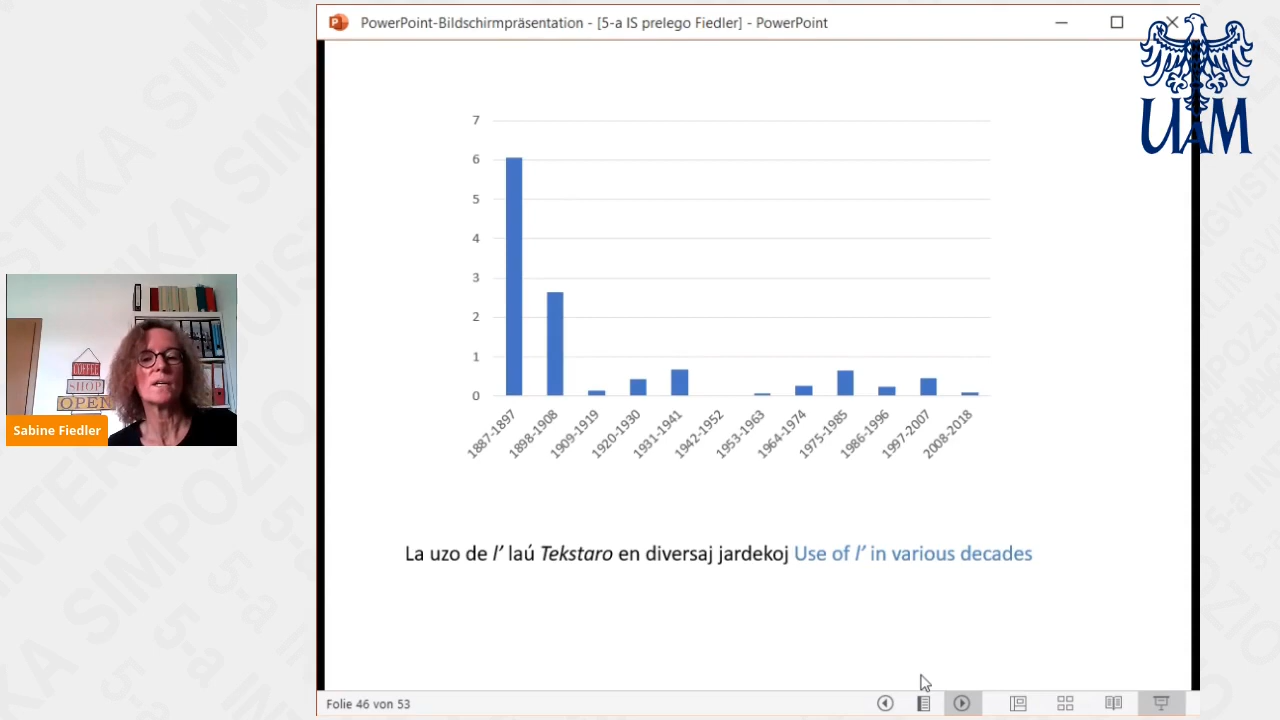 PowerPoint-Bildschirmpräsentation - [5-a IS prelego Fiedler] - PowerPoint
UAM
7
6
5
4
3
2
1
0
1887-1897
1898-1908
1909-1919
1920-1930
1931-1941
1942-1952
1953-1963
1964-1974
1975-1985
1986-1996
1997-2007
2008-2018
COFFEE
SHOP
OPEN
Sabine Fiedler
La uzo de l’ laú Tekstaro en diversaj jardekoj Use of l’ in various decades
Folie 46 von 53